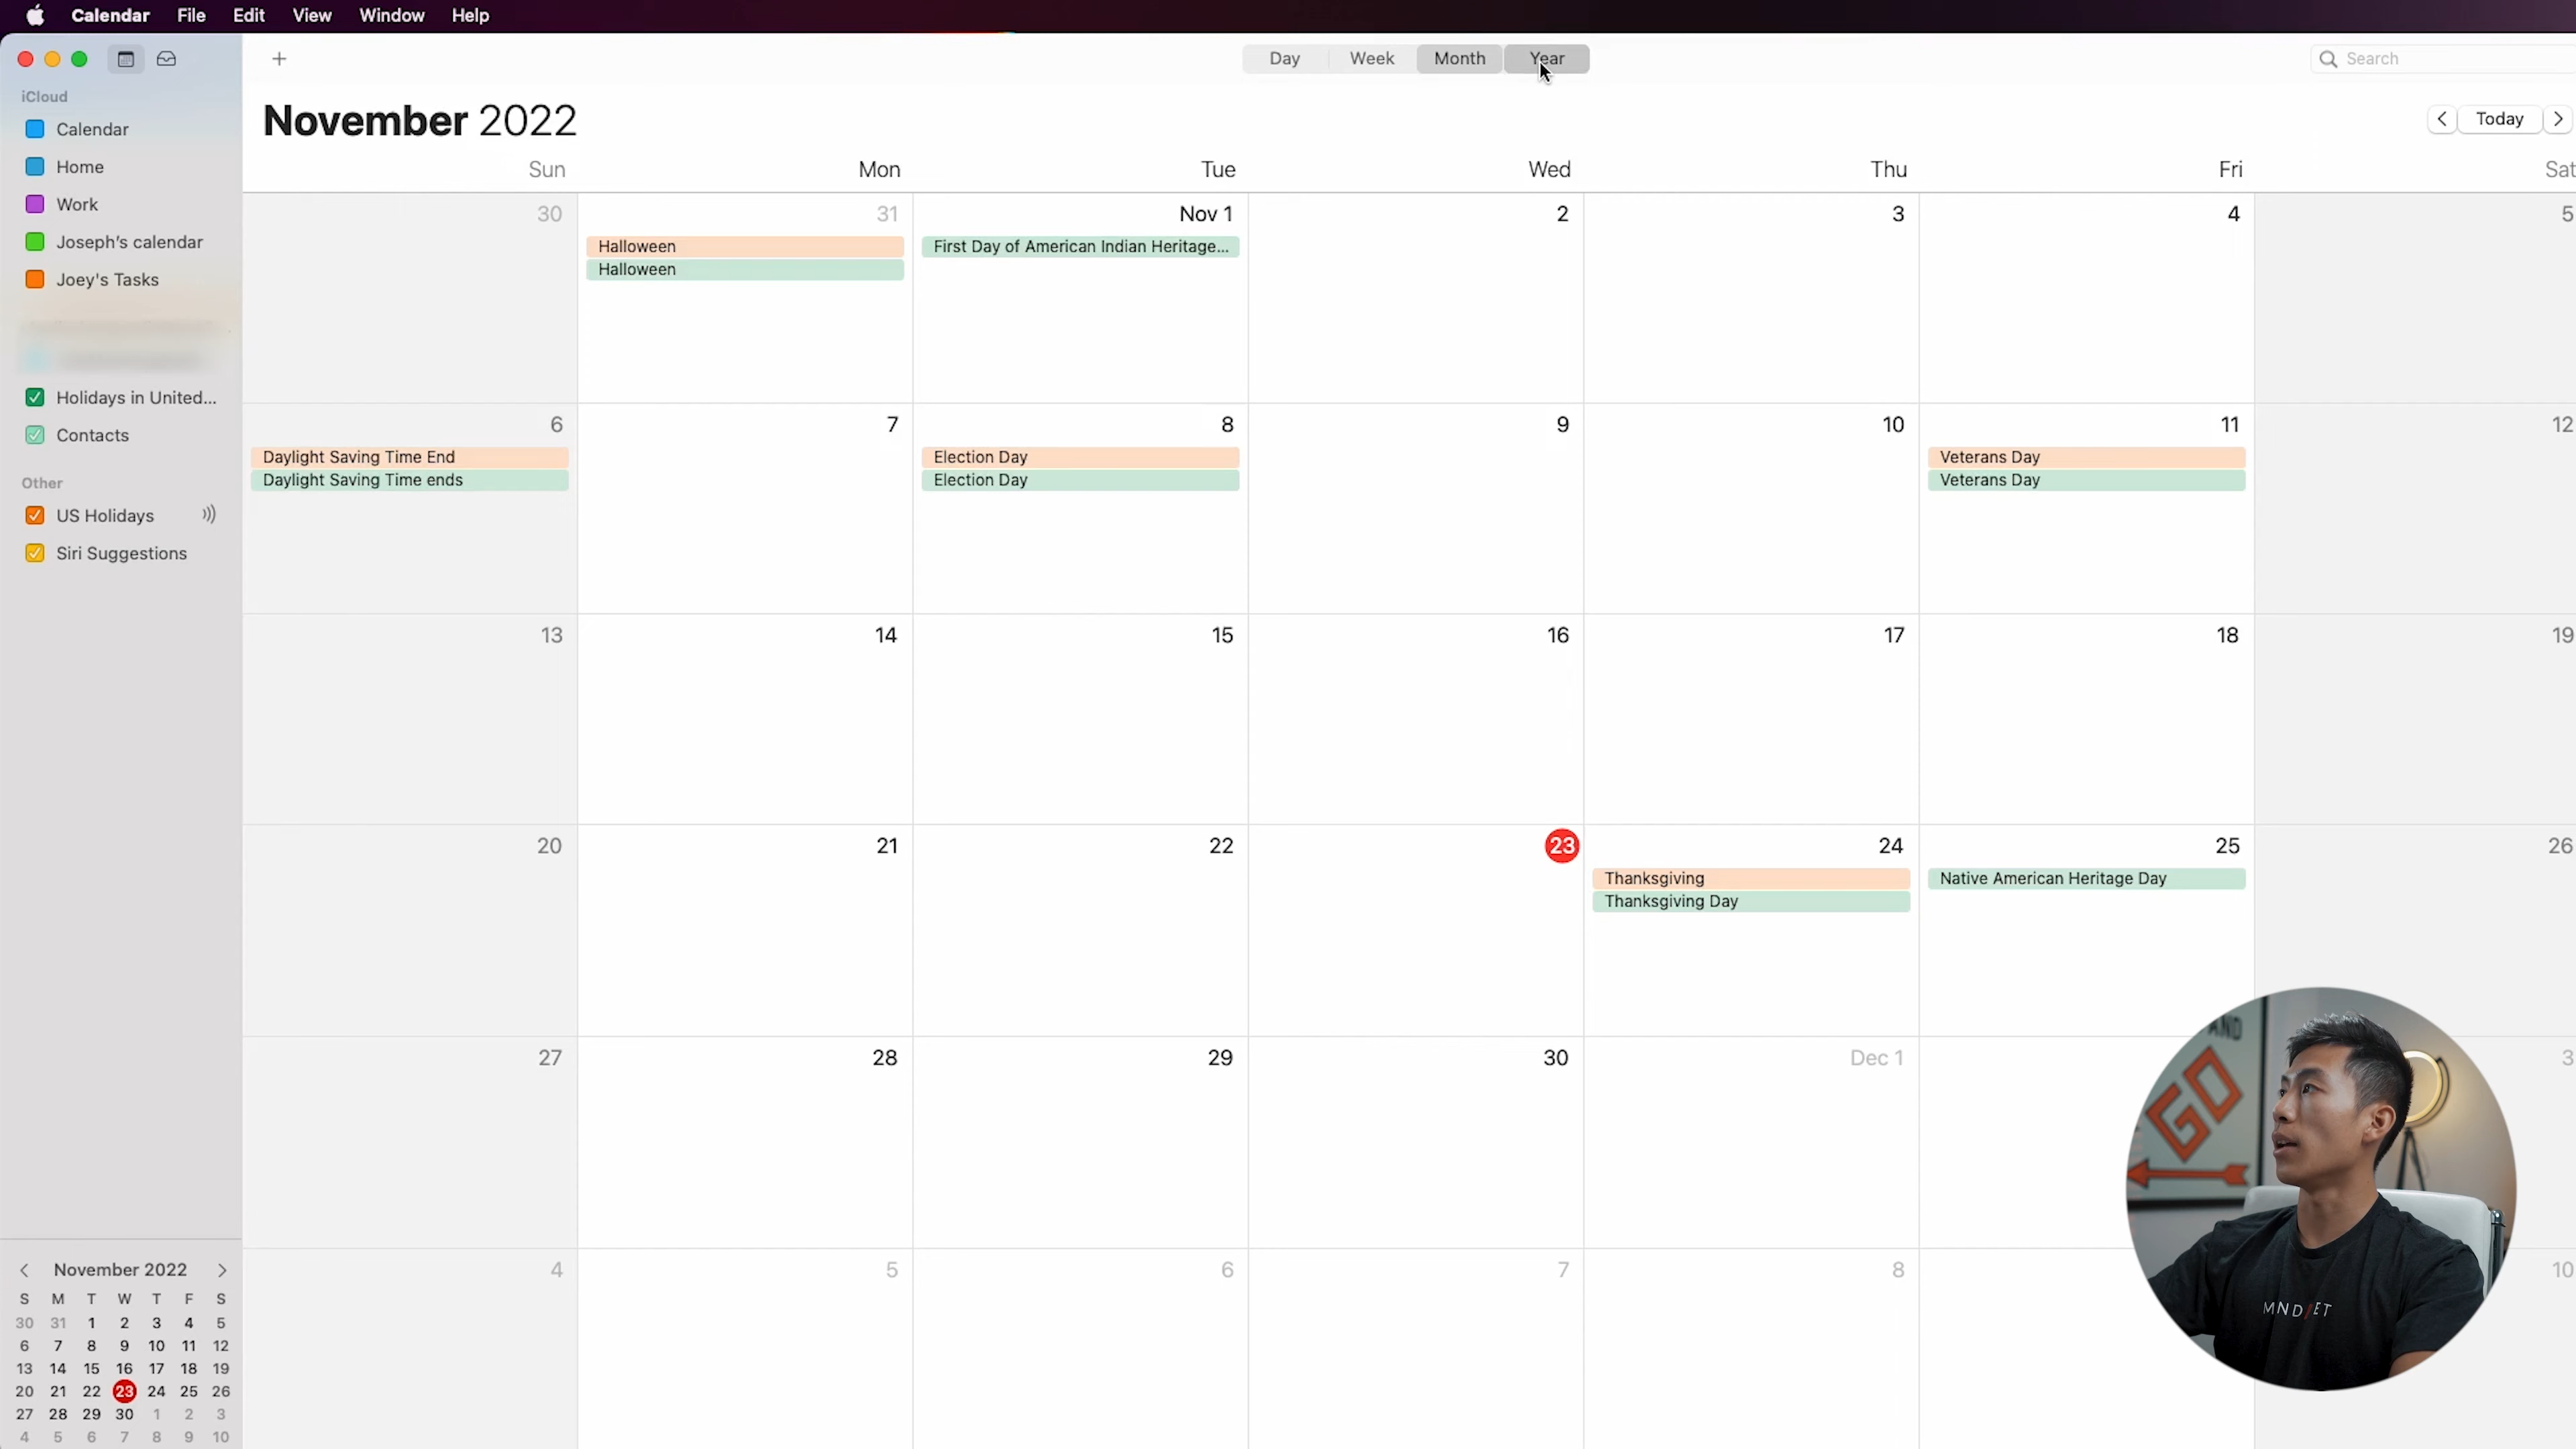 Calendar File Edit View Window Help
+
Day Week Month Year
Search
iCloud
Calendar
Home
Work
Joseph's calendar
Joey's Tasks
Holidays in United...
Contacts
Other
US Holidays
Siri Suggestions
November 2022
< Today >
Sun Mon Tue Wed Thu Fri Sat
30 31 Nov 1 2 3 4 5
Halloween
Halloween
First Day of American Indian Heritage...
6 7 8 9 10 11 12
Daylight Saving Time End
Daylight Saving Time ends
Election Day
Election Day
Veterans Day
Veterans Day
13 14 15 16 17 18 19
20 21 22 23 24 25 26
Thanksgiving
Thanksgiving Day
Native American Heritage Day
27 28 29 30 Dec 1 3
4 5 6 7 8 10
AND
GO
MND/ET
< November 2022 >
S M T W T F S
30 31 1 2 3 4 5
6 7 8 9 10 11 12
13 14 15 16 17 18 19
20 21 22 23 24 25 26
27 28 29 30 1 2 3
4 5 6 7 8 9 10